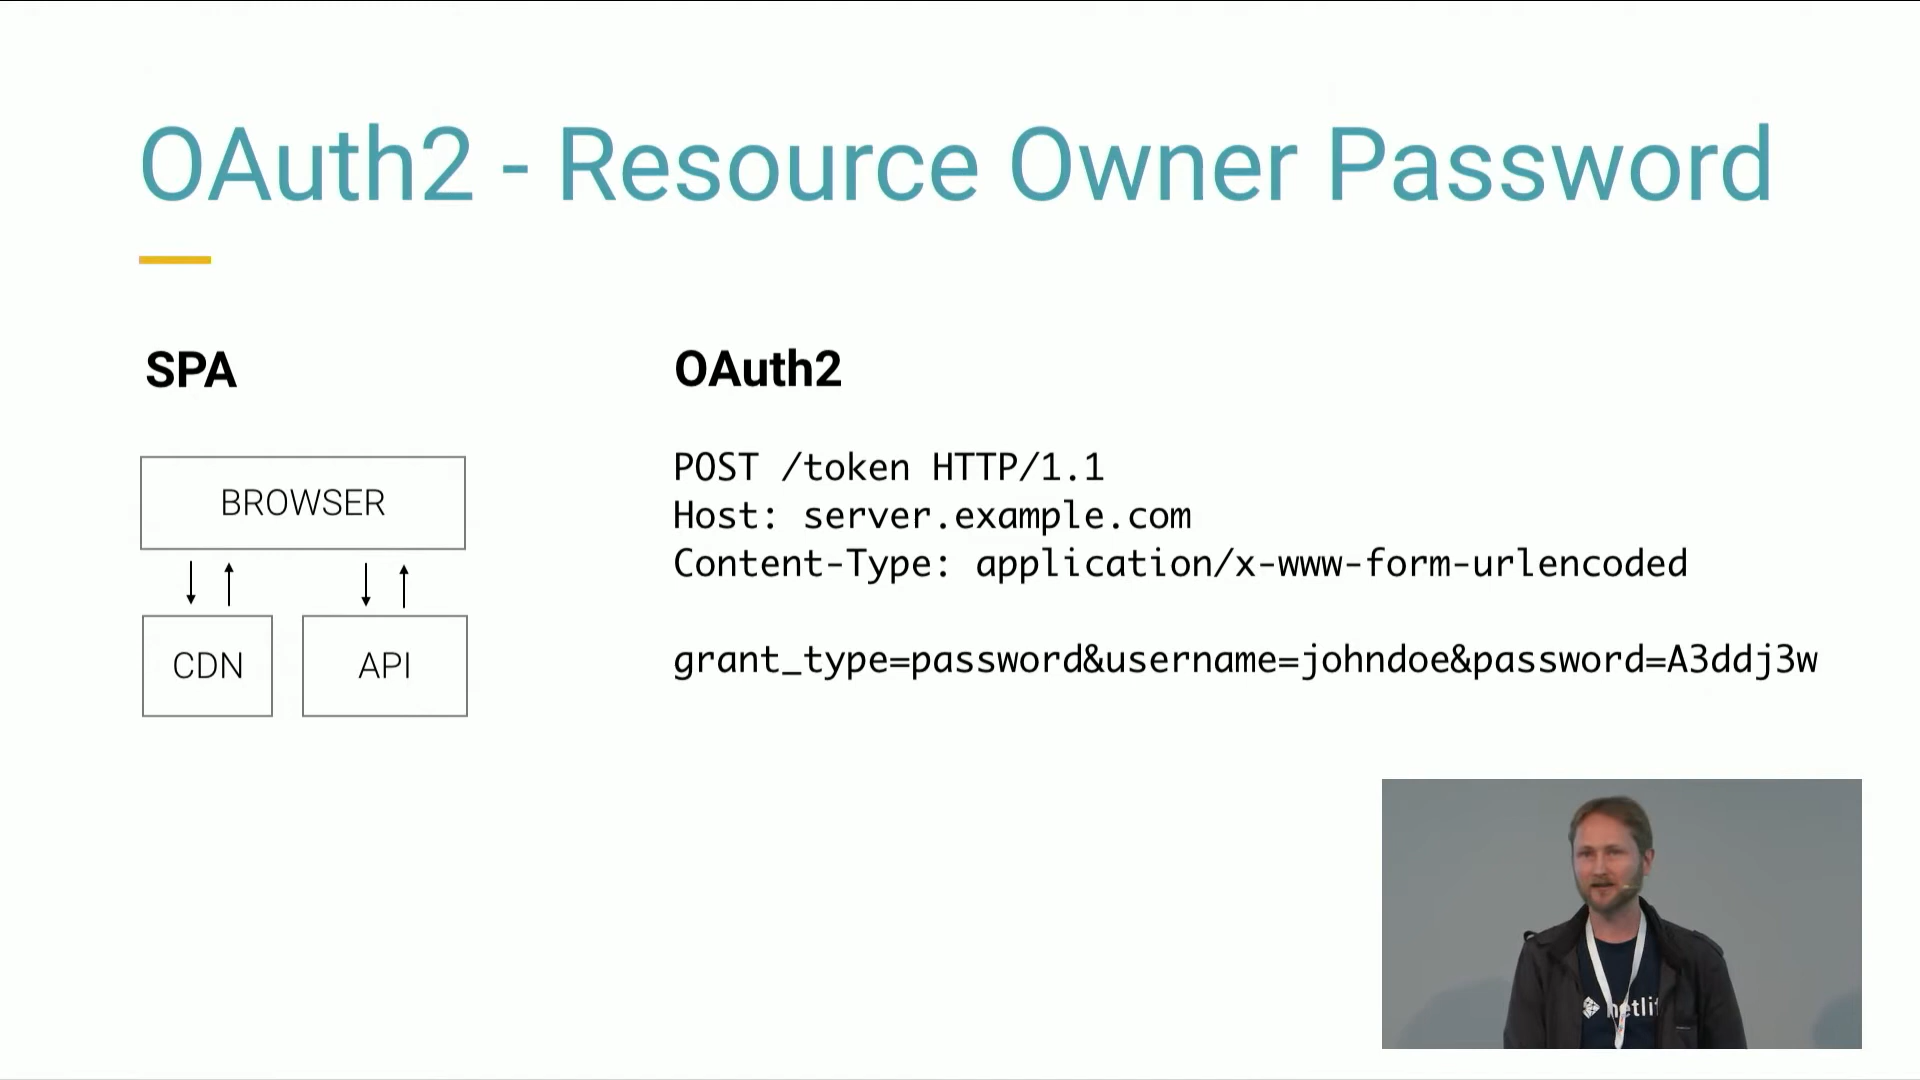 OAuth2 - Resource Owner Password
SPA
BROWSER
CDN
API
OAuth2
POST /token HTTP/1.1
Host: server.example.com
Content-Type: application/x-www-form-urlencoded
grant_type=password&username=johndoe&password=A3ddj3w
netlif